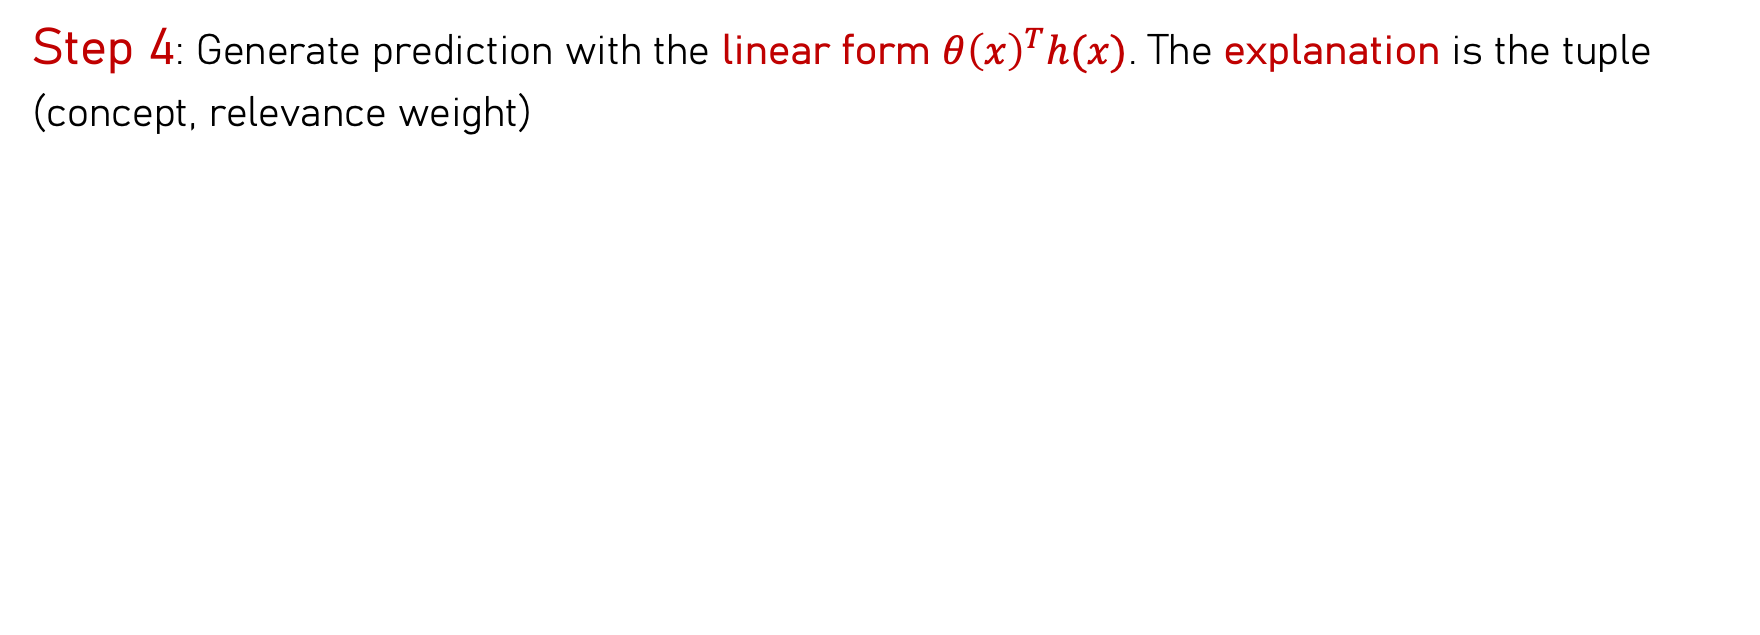 Step 4: Generate prediction with the linear form θ(x)ᵀh(x). The explanation is the tuple
(concept, relevance weight)